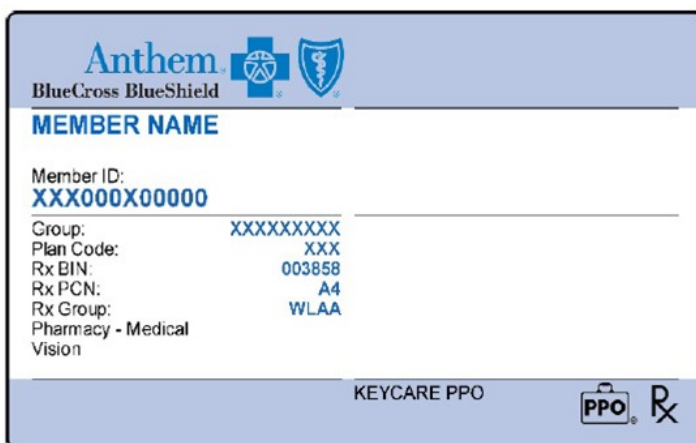 Anthem
BlueCross BlueShield
MEMBER NAME
Member ID:
XXX000X00000
Group: XXXXXXXXX
Plan Code: XXX
Rx BIN: 003858
Rx PCN: A4
Rx Group: WLAA
Pharmacy - Medical
Vision
KEYCARE PPO
PPO® Rx